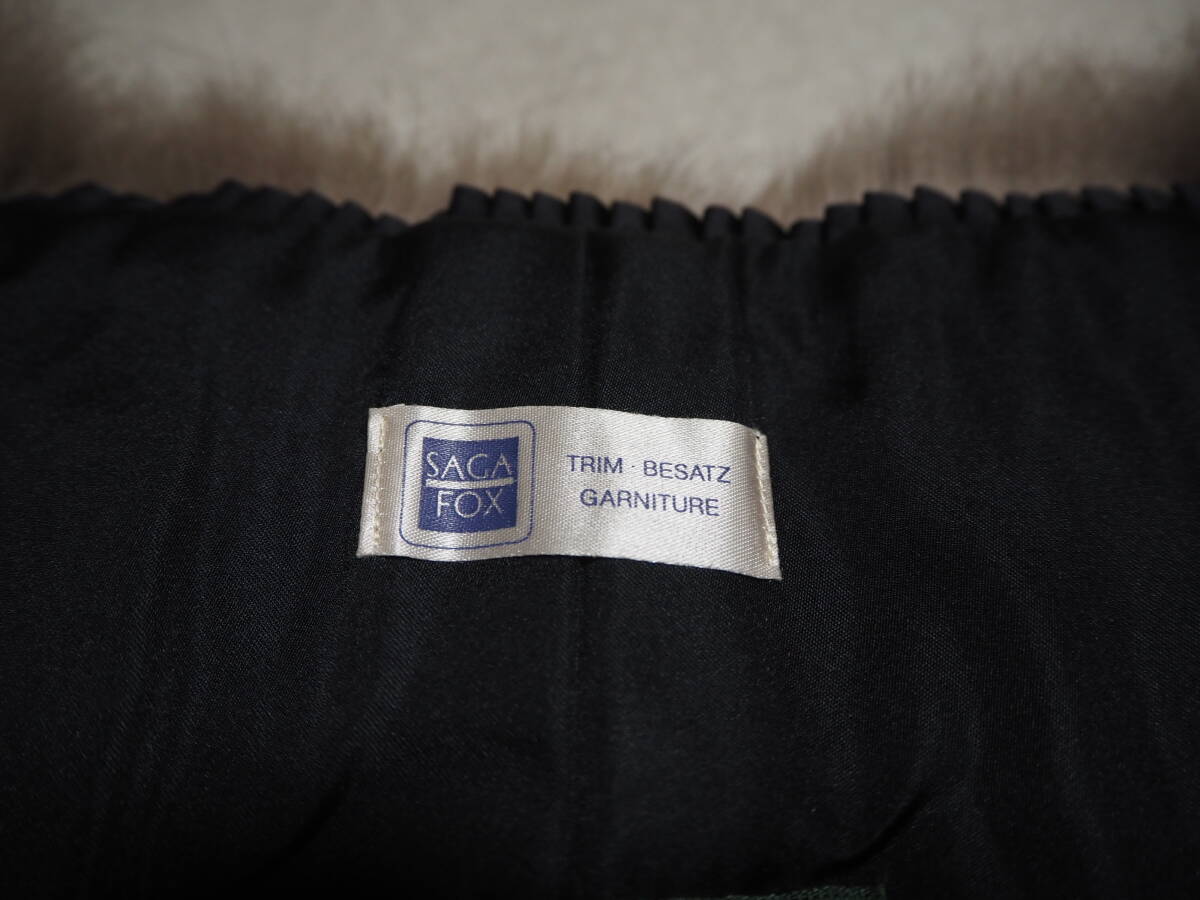 SAGA
FOX
TRIM · BESATZ
GARNITURE